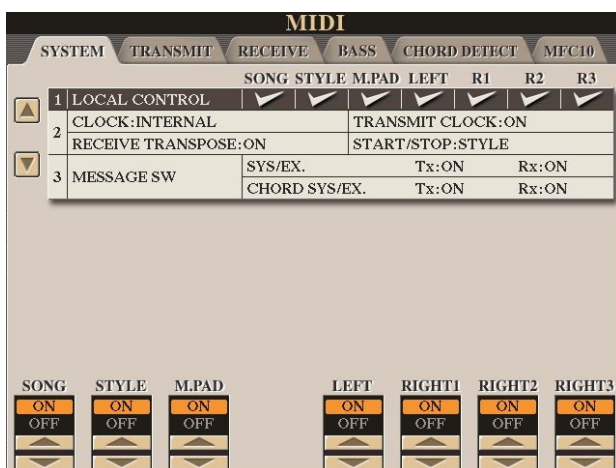 MIDI
SYSTEM TRANSMIT RECEIVE BASS CHORD DETECT MFC10
SONG STYLE M.PAD LEFT R1 R2 R3
1 LOCAL CONTROL
2 CLOCK:INTERNAL TRANSMIT CLOCK:ON
RECEIVE TRANSPOSE:ON START/STOP:STYLE
3 MESSAGE SW SYS/EX. Tx:ON Rx:ON
CHORD SYS/EX. Tx:ON Rx:ON
SONG STYLE M.PAD LEFT RIGHT1 RIGHT2 RIGHT3
ON ON ON ON ON ON ON
OFF OFF OFF OFF OFF OFF OFF